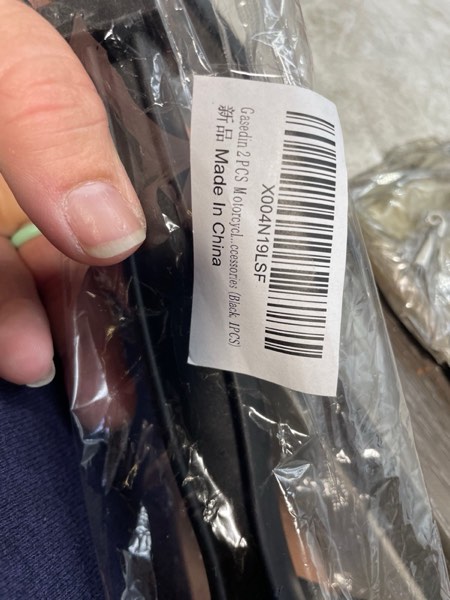 X004N19LSF
Gasedin 2 PCS Motorcycl...ccessories (Black 1PCS)
新品 Made In China